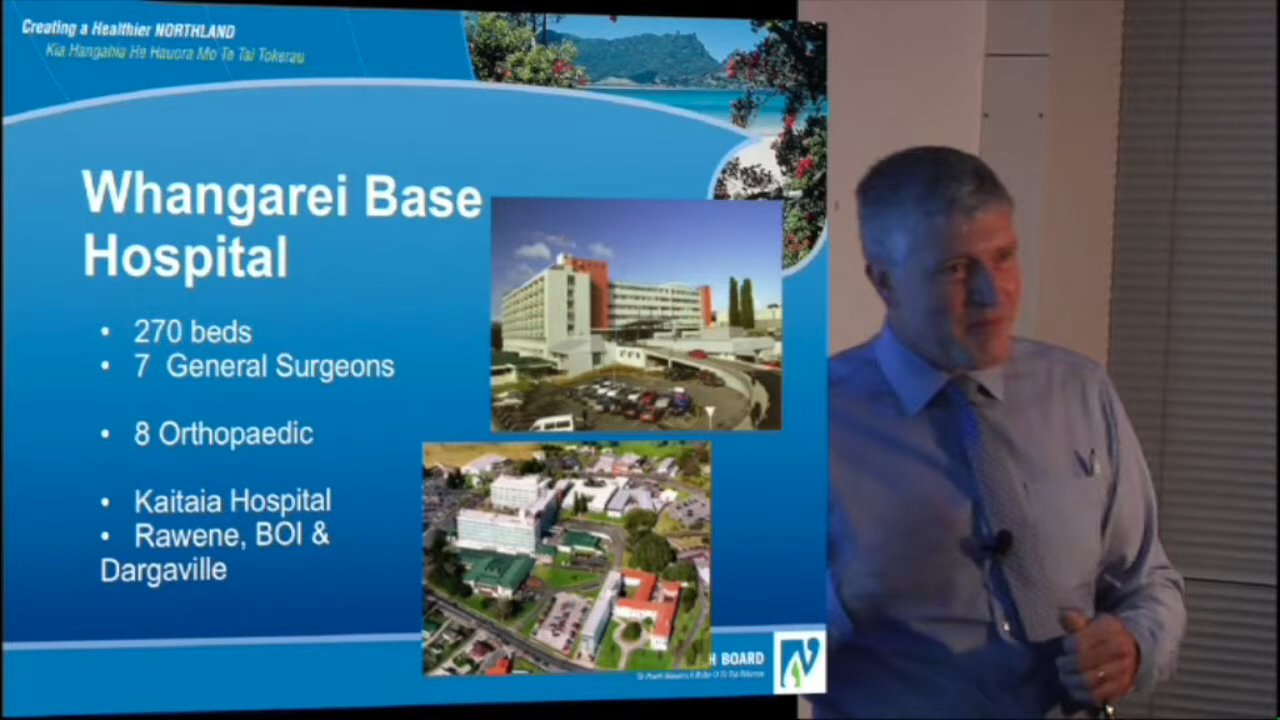 Creating a Healthier NORTHLAND
Kia Hangahia He Hauora Mo Te Tai Tokerau
Whangarei Base
Hospital
• 270 beds
• 7 General Surgeons
• 8 Orthopaedic
• Kaitaia Hospital
• Rawene, BOI &
Dargaville
H BOARD